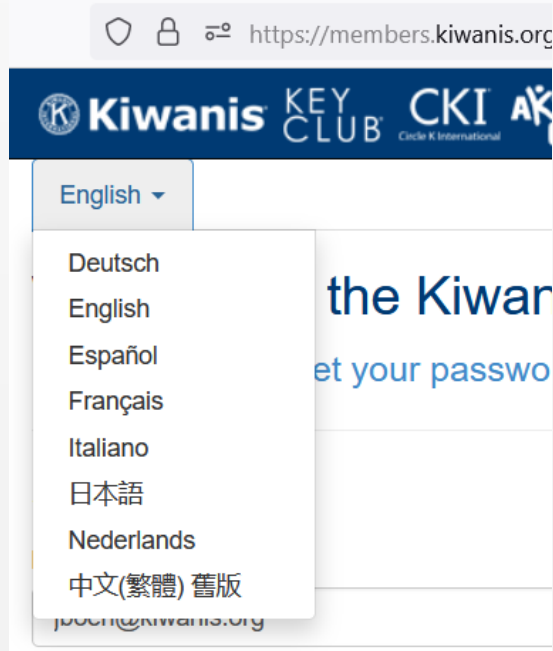 https://members.kiwanis.org
K Kiwanis KEY CLUB CKI Circle K International AK
English
Deutsch
English the Kiwan
Español et your passwo
Français
Italiano
日本語
Nederlands
中文(繁體) 舊版